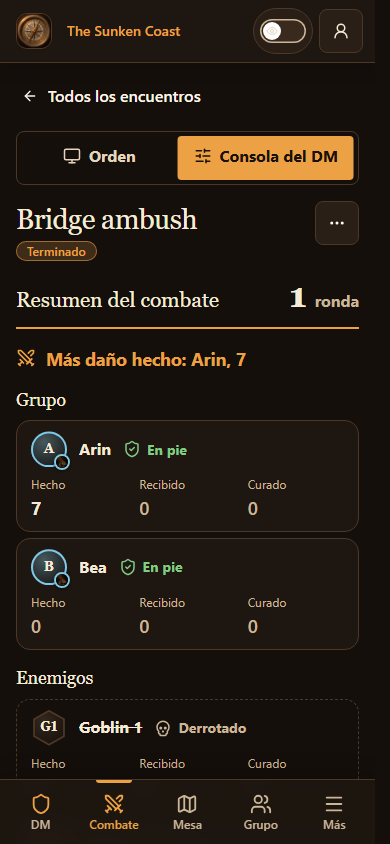 The Sunken Coast
Todos los encuentros
Orden
Consola del DM
Bridge ambush
Terminado
Resumen del combate
1 ronda
Más daño hecho: Arin, 7
Grupo
A
Arin
En pie
Hecho Recibido Curado
7 0 0
B
Bea
En pie
Hecho Recibido Curado
0 0 0
Enemigos
G1
Goblin 1
Derrotado
Hecho Recibido Curado
DM Combate Mesa Grupo Más